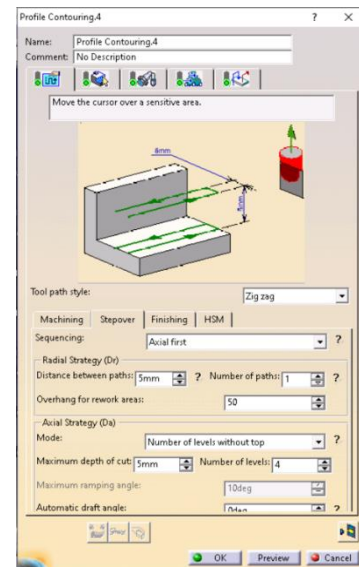 Profile Contouring.4 ? X
Name: Profile Contouring.4
Comment: No Description
Move the cursor over a sensitive area.
6mm
5mm
Tool path style: Zig zag
Machining Stepover Finishing HSM
Sequencing: Axial first ?
Radial Strategy (Dr)
Distance between paths: 5mm ? Number of paths: 1 ?
Overhang for rework areas: 50
Axial Strategy (Da)
Mode: Number of levels without top ?
Maximum depth of cut: 5mm Number of levels: 4
Maximum ramping angle: 10deg
Automatic draft angle: 0deg ?
OK Preview Cancel